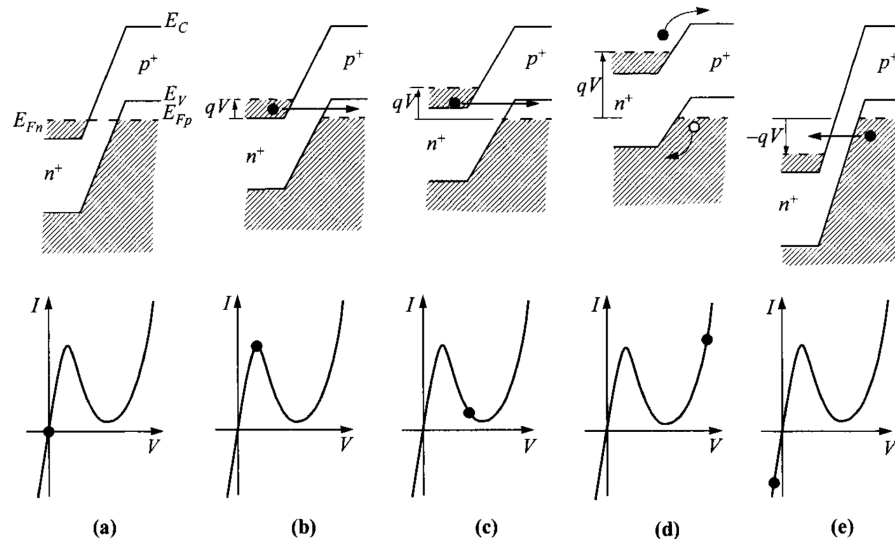 E_C
p⁺
E_V
E_Fn
E_Fp
n⁺
p⁺
qV
n⁺
p⁺
qV
n⁺
p⁺
qV
n⁺
p⁺
−qV
n⁺
I
V
I
V
I
V
I
V
I
V
(a)
(b)
(c)
(d)
(e)